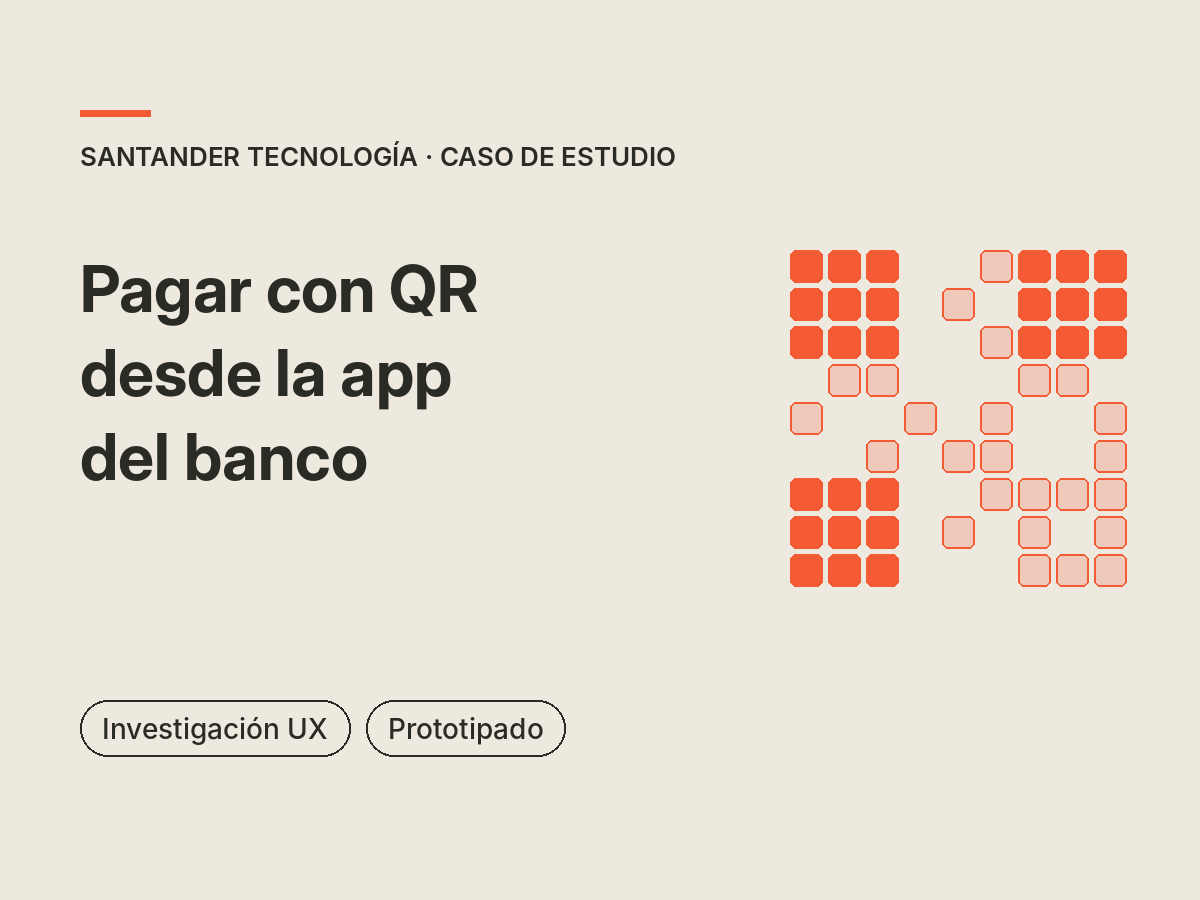 SANTANDER TECNOLOGÍA · CASO DE ESTUDIO
Pagar con QR
desde la app
del banco
Investigación UX
Prototipado